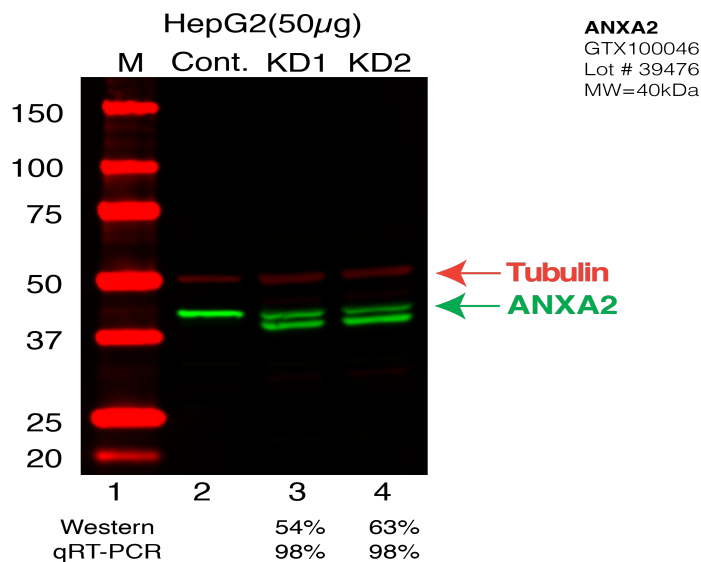 HepG2(50µg)
M Cont. KD1 KD2
ANXA2
GTX100046
Lot # 39476
MW=40kDa
150
100
75
50
37
25
20
Tubulin
ANXA2
1 2 3 4
Western 54% 63%
qRT-PCR 98% 98%